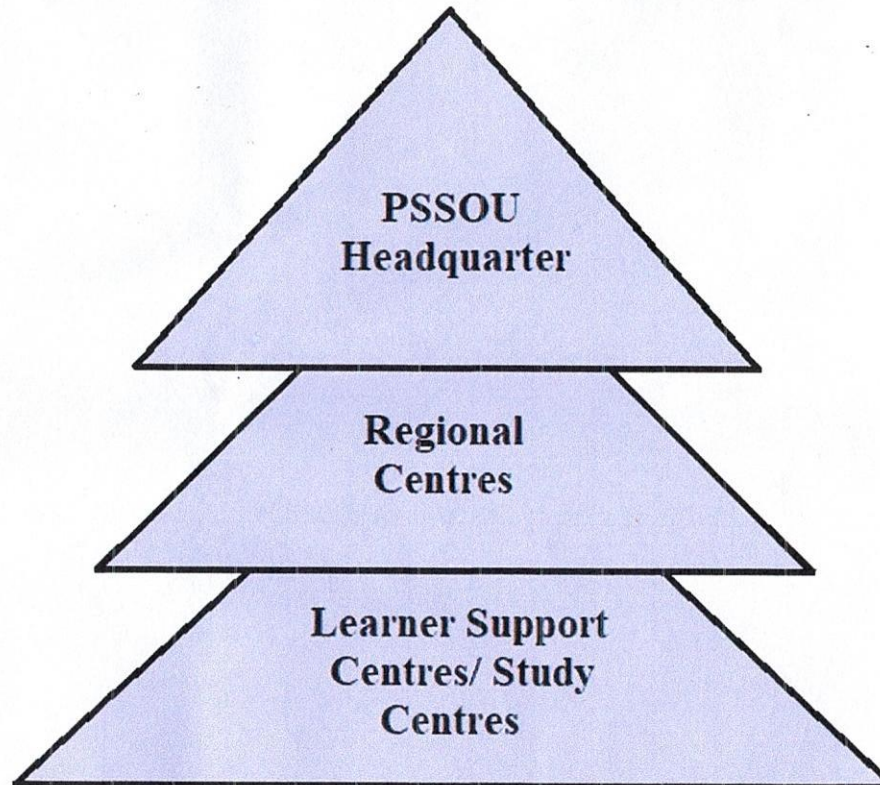 PSSOU
Headquarter
Regional
Centres
Learner Support
Centres/ Study
Centres